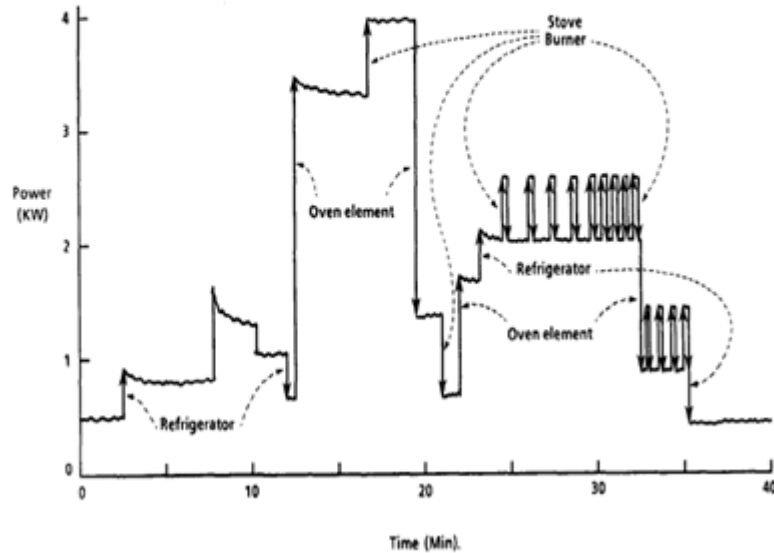 4
Stove
Burner
3
Power
(KW)
Oven element
2
Refrigerator
Oven element
1
Refrigerator
0
0
10
20
30
40
Time (Min).